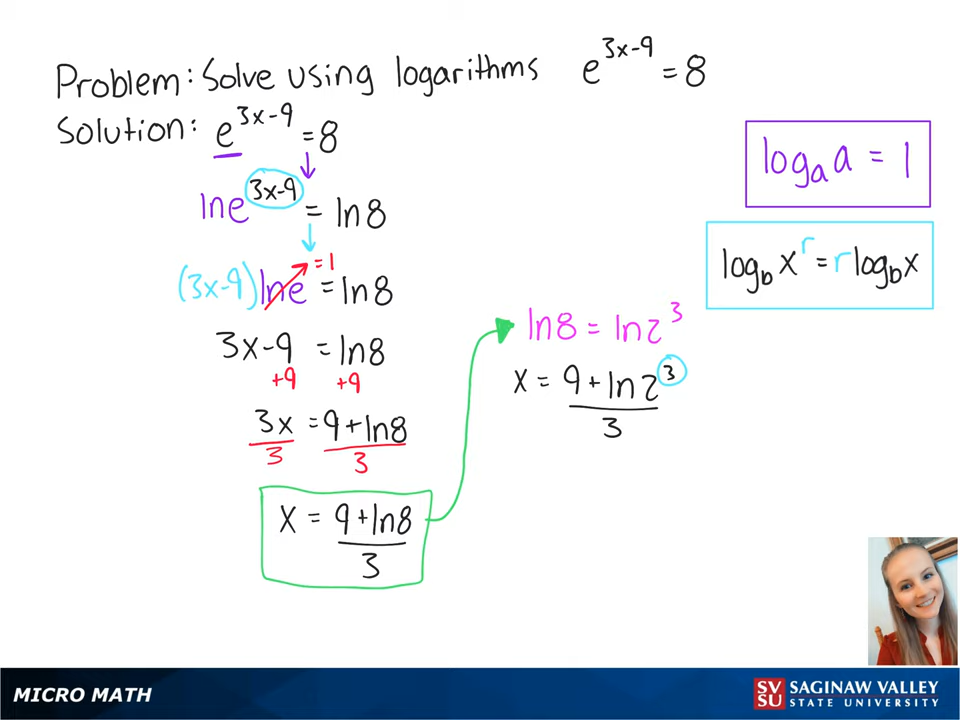 Problem: Solve using logarithms e^(3x-9) = 8
Solution: e^(3x-9) = 8
ln e^(3x-9) = ln 8
(3x-9) ln e = ln 8
=1
3x-9 = ln 8
+9 +9
3x = 9 + ln 8
3 3
x = 9 + ln 8
3
ln 8 = ln 2^3
x = 9 + ln 2^3
3
log_a a = 1
log_b x^r = r log_b x
MICRO MATH
SV
SU
SAGINAW VALLEY
STATE UNIVERSITY